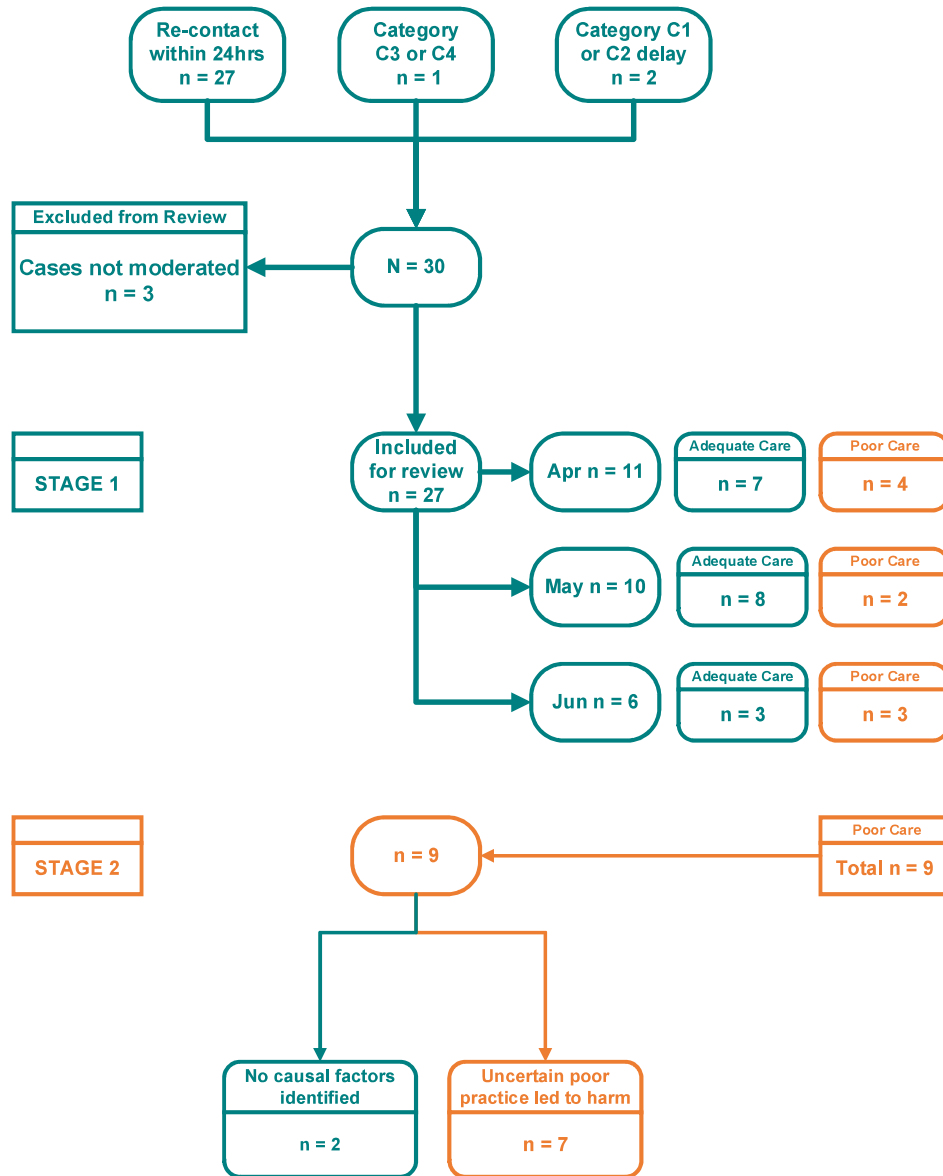 Re-contact
within 24hrs
n = 27
Category
C3 or C4
n = 1
Category C1
or C2 delay
n = 2
Excluded from Review
Cases not moderated
n = 3
N = 30
STAGE 1
Included
for review
n = 27
Apr n = 11
Adequate Care
n = 7
Poor Care
n = 4
May n = 10
Adequate Care
n = 8
Poor Care
n = 2
Jun n = 6
Adequate Care
n = 3
Poor Care
n = 3
STAGE 2
n = 9
Poor Care
Total n = 9
No causal factors
identified
n = 2
Uncertain poor
practice led to harm
n = 7